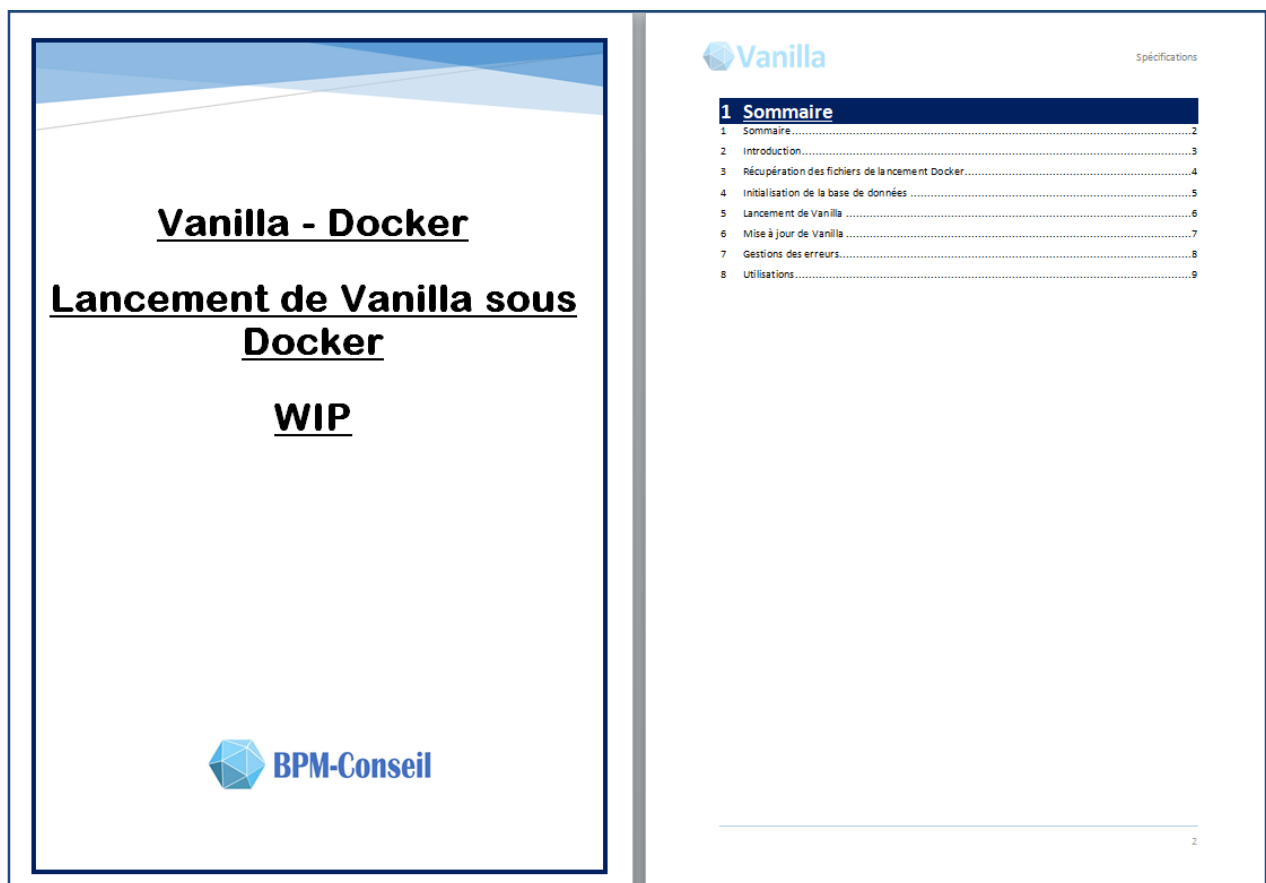 Vanilla - Docker
Lancement de Vanilla sous
Docker
WIP
BPM-Conseil
Vanilla
Spécifications
1 Sommaire
1 Sommaire...2
2 Introduction...3
3 Récupération des fichiers de lancement Docker...4
4 Initialisation de la base de données ...5
5 Lancement de Vanilla ...6
6 Mise à jour de Vanilla ...7
7 Gestions des erreurs...8
8 Utilisations...9
2